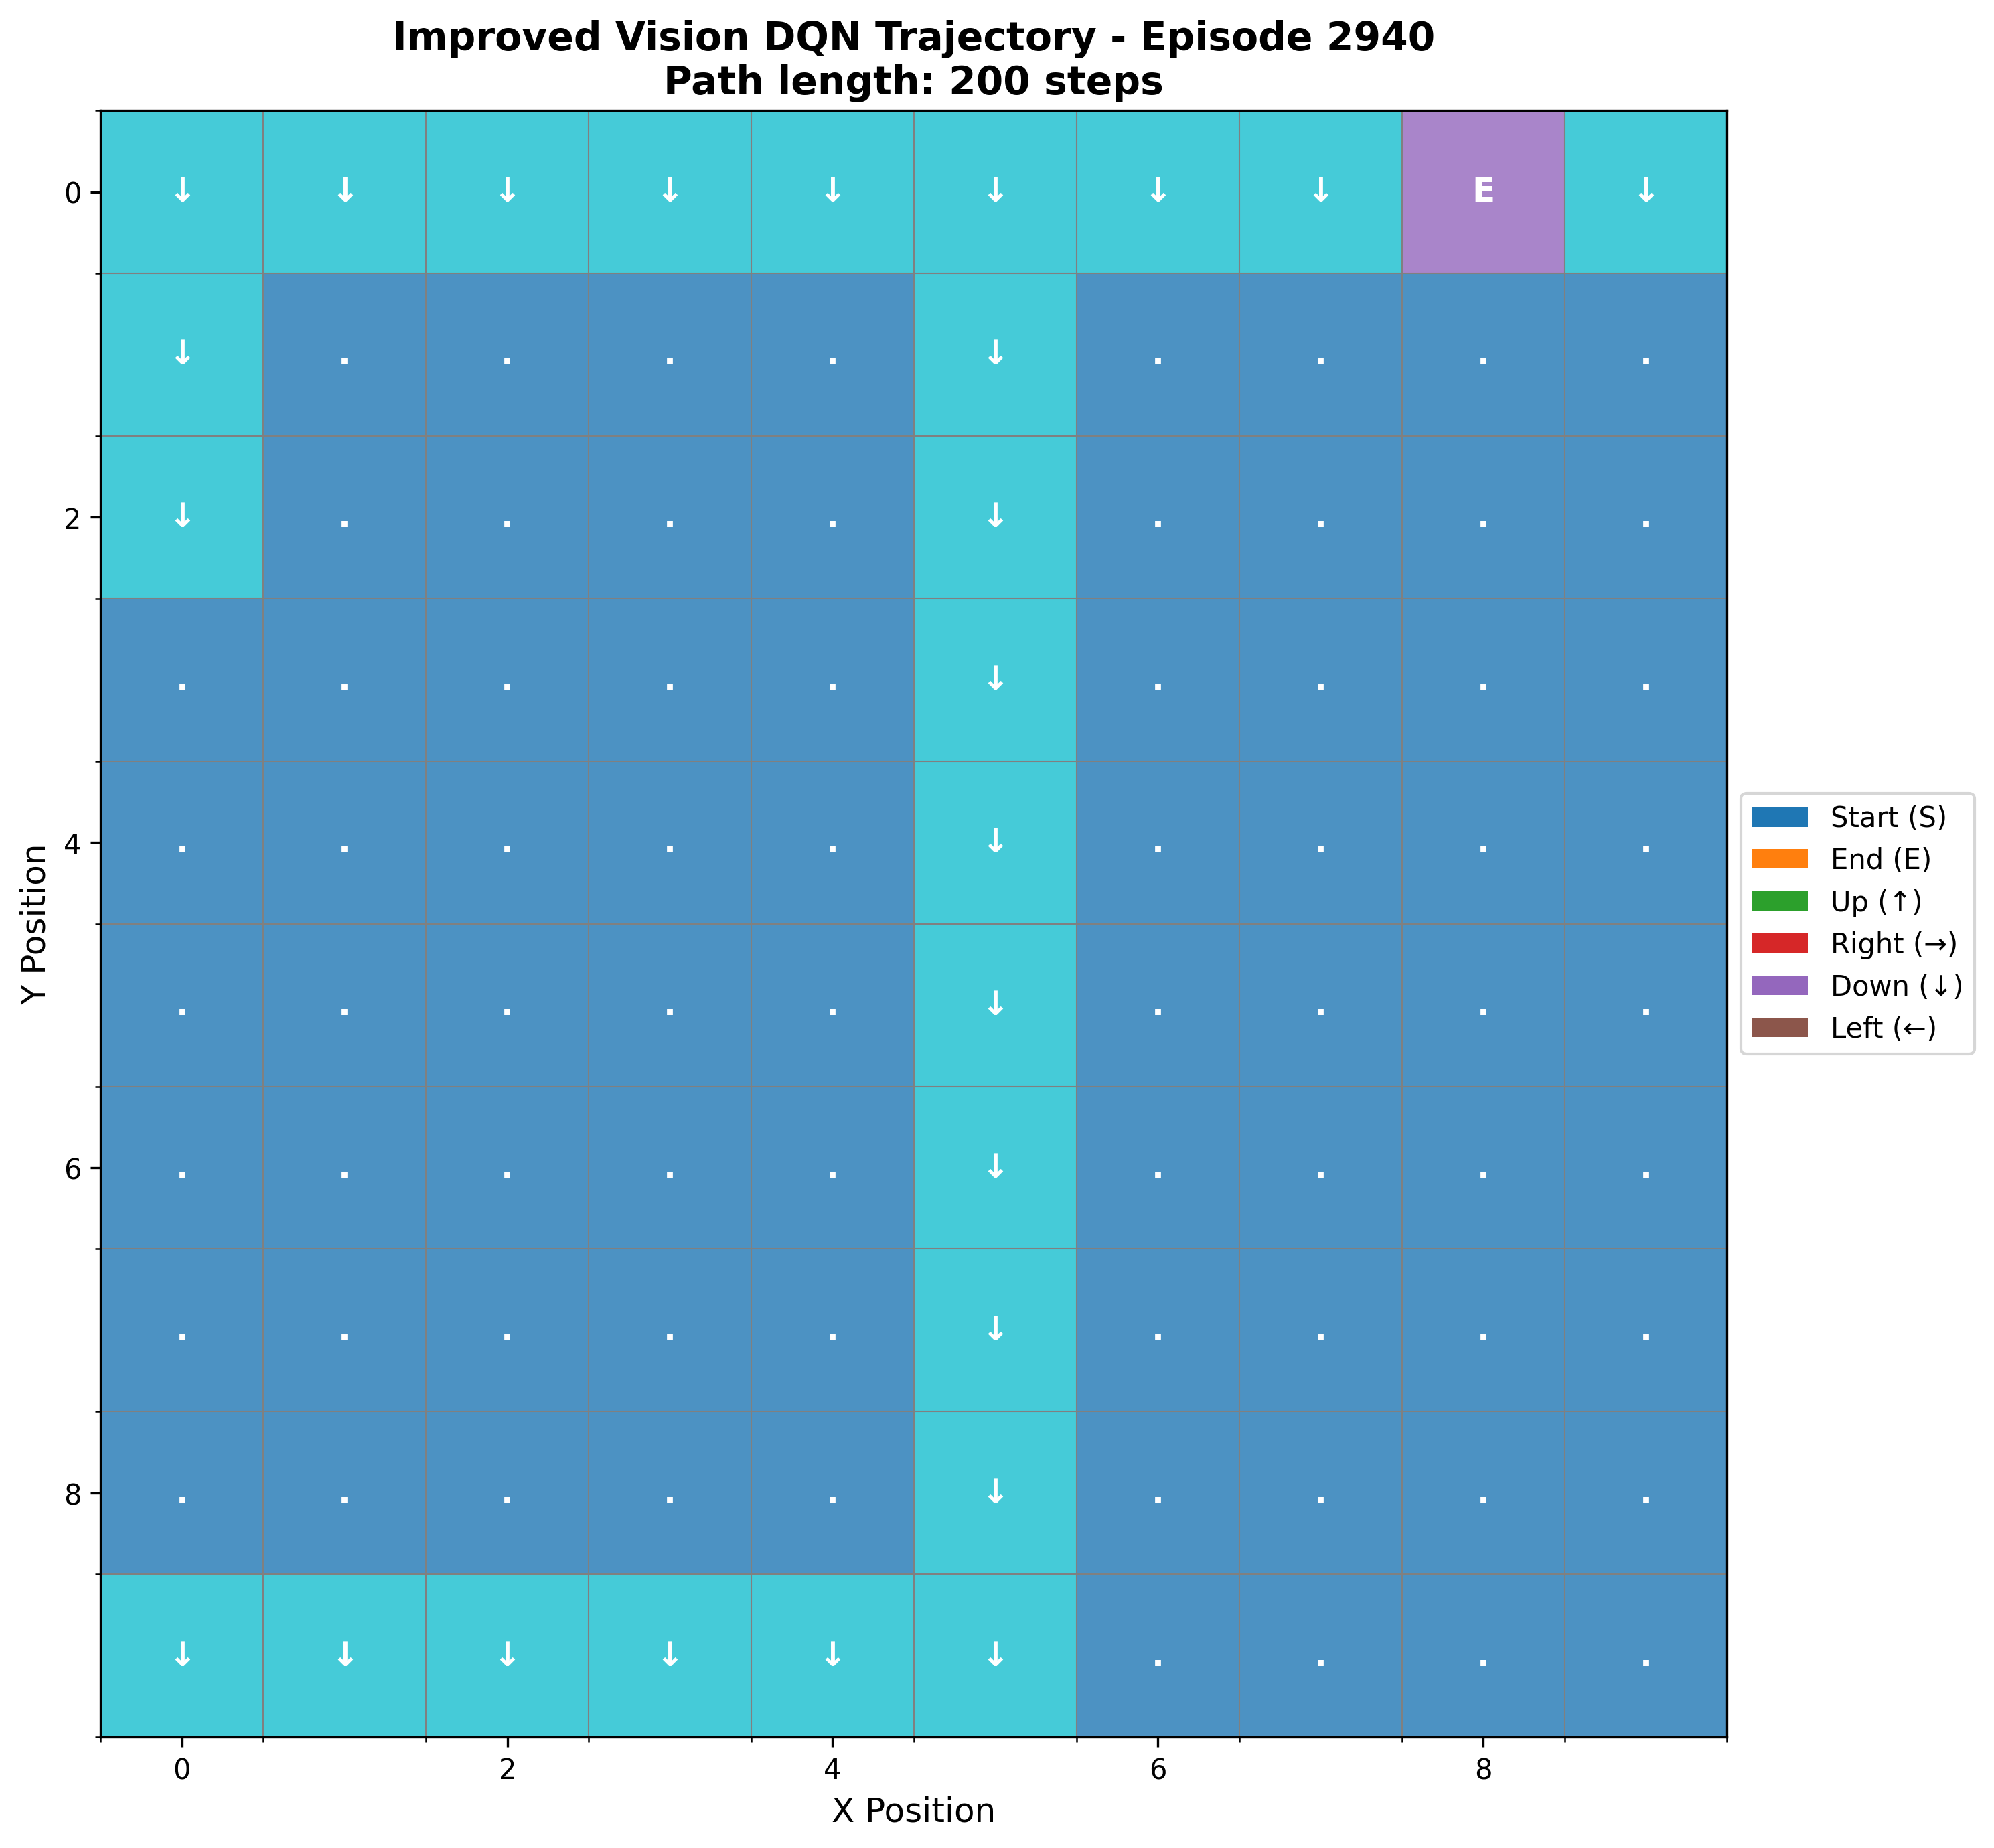 Improved Vision DQN Trajectory - Episode 2940
Path length: 200 steps
0 ↓ ↓ ↓ ↓ ↓ ↓ ↓ ↓ E ↓
↓ . . . . ↓ . . . .
2 ↓ . . . . ↓ . . . .
. . . . . ↓ . . . .
4 . . . . . ↓ . . . .
. . . . . ↓ . . . .
6 . . . . . ↓ . . . .
. . . . . ↓ . . . .
8 . . . . . ↓ . . . .
↓ ↓ ↓ ↓ ↓ ↓ . . . .
0 2 4 6 8
X Position
Y Position
Start (S)
End (E)
Up (↑)
Right (→)
Down (↓)
Left (←)